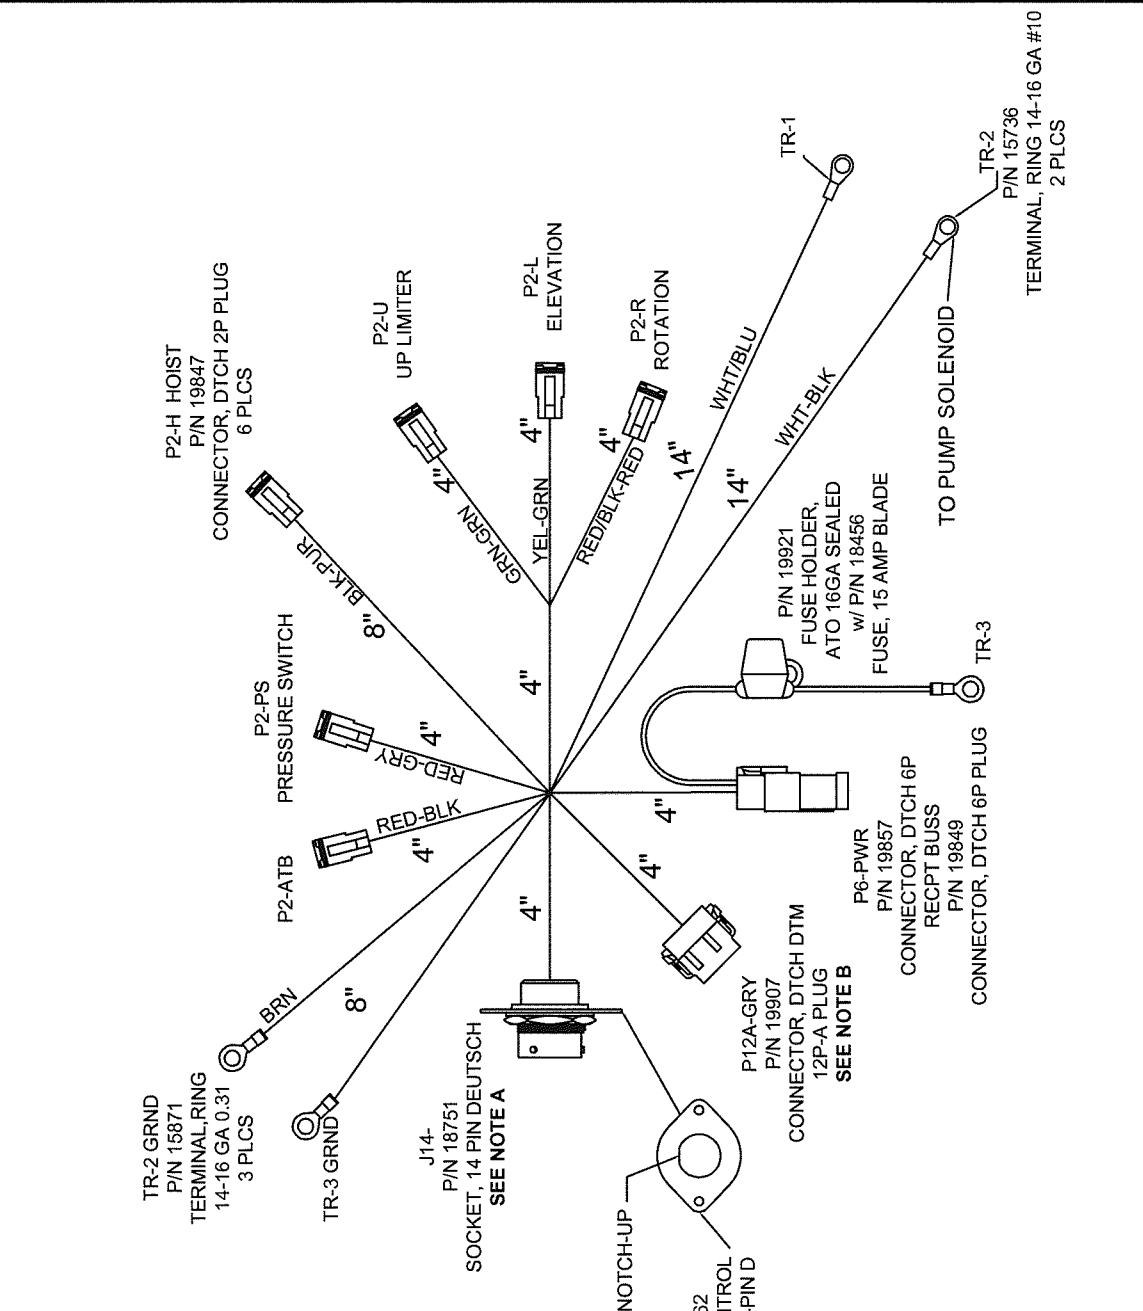 TR-2 GRND
P/N 15871
TERMINAL,RING
14-16 GA 0.31
3 PLCS
BRN
TR-3 GRND
8"
P2-ATB
RED-BLK
4"
P2-PS
PRESSURE SWITCH
RED-GRY
4"
P2-H HOIST
P/N 19847
CONNECTOR, DTCH 2P PLUG
6 PLCS
BLK-PUR
8"
P2-U
UP LIMITER
4"
GRN-GRN
P2-L
ELEVATION
4"
YEL-GRN
P2-R
ROTATION
4"
RED/BLK-RED
4"
TR-1
WHT/BLU
14"
TR-2
P/N 15736
TERMINAL, RING 14-16 GA #10
2 PLCS
WHT-BLK
14"
TO PUMP SOLENOID
P/N 19921
FUSE HOLDER,
ATO 16GA SEALED
w/ P/N 18456
FUSE, 15 AMP BLADE
TR-3
4"
P6-PWR
P/N 19857
CONNECTOR, DTCH 6P
RECPT BUSS
P/N 19849
CONNECTOR, DTCH 6P PLUG
4"
P12A-GRY
P/N 19907
CONNECTOR, DTCH DTM
12P-A PLUG
SEE NOTE B
4"
J14-
P/N 18751
SOCKET, 14 PIN DEUTSCH
SEE NOTE A
NOTCH-UP
62
NTROL
-PIN D